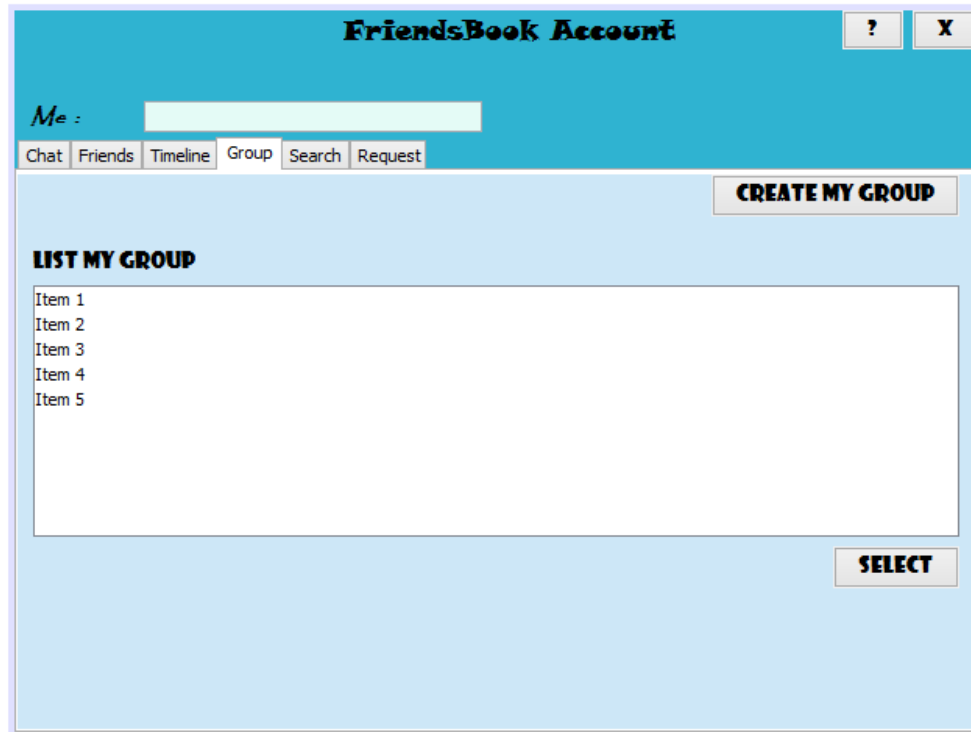 FriendsBook Account
?
X
Me :
Chat Friends Timeline Group Search Request
CREATE MY GROUP
LIST MY GROUP
Item 1
Item 2
Item 3
Item 4
Item 5
SELECT